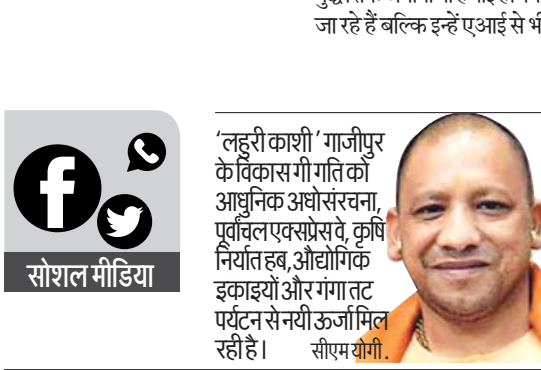 जा रहे हैं बल्कि इन्हें एआई से भी
सोशल मीडिया
‘लहुरी काशी’ गाजीपुर
के विकास गी गति को
आधुनिक अधोसंरचना,
पूर्वांचल एक्सप्रेस वे, कृषि
निर्यात हब, औद्योगिक
इकाइयों और गंगा तट
पर्यटन से नयी ऊर्जा मिल
रही है। सीएम योगी.